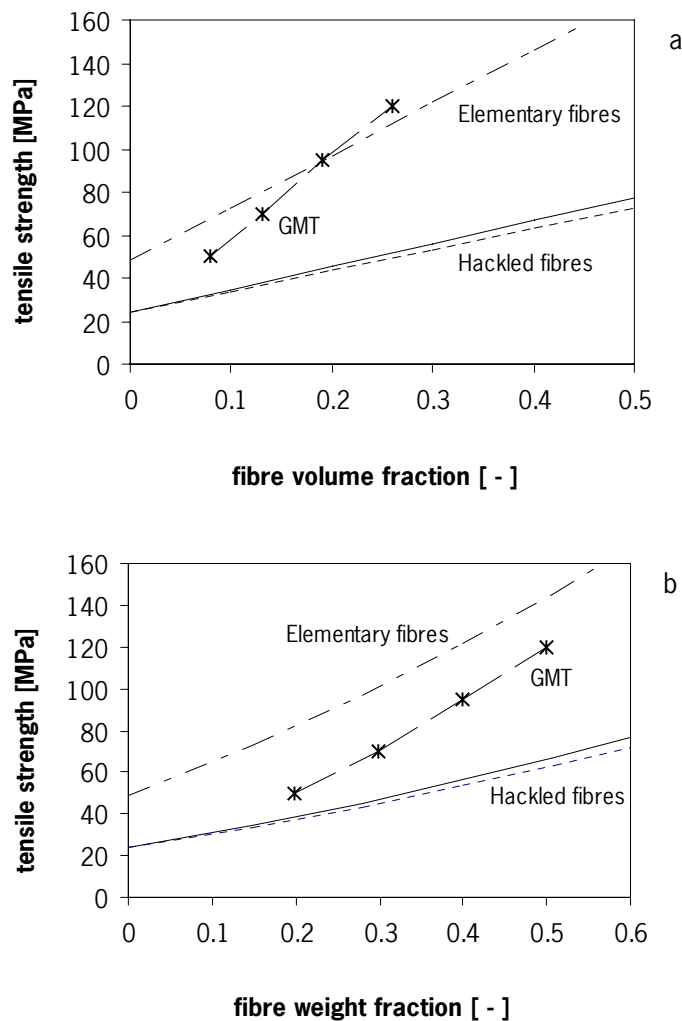 a
tensile strength [MPa]
160
140
120
100
80
60
40
20
0
Elementary fibres
GMT
Hackled fibres
0 0.1 0.2 0.3 0.4 0.5
fibre volume fraction [ - ]
b
tensile strength [MPa]
160
140
120
100
80
60
40
20
0
Elementary fibres
GMT
Hackled fibres
0 0.1 0.2 0.3 0.4 0.5 0.6
fibre weight fraction [ - ]